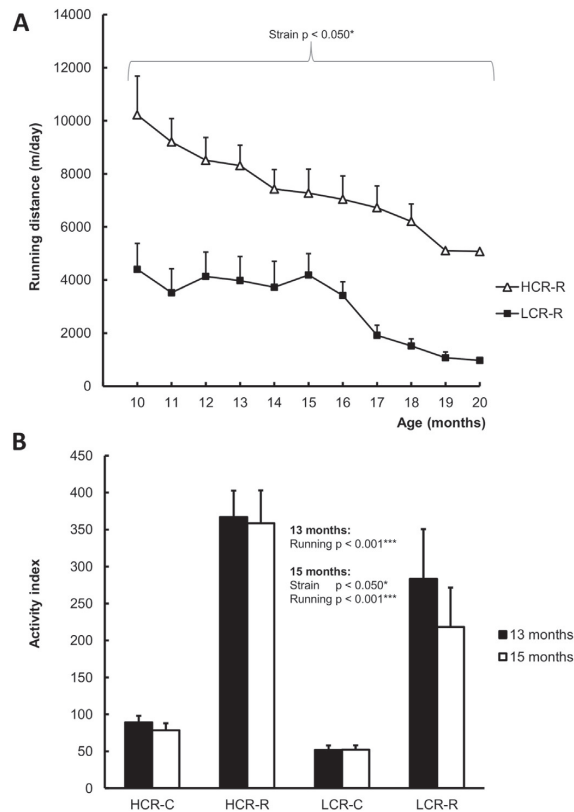 A
Strain p < 0.050*
14000
12000
10000
8000
6000
4000
2000
0
Running distance (m/day)
HCR-R
LCR-R
10 11 12 13 14 15 16 17 18 19 20
Age (months)
B
450
400
350
300
250
200
150
100
50
0
Activity index
13 months:
Running p < 0.001***
15 months:
Strain p < 0.050*
Running p < 0.001***
13 months
15 months
HCR-C HCR-R LCR-C LCR-R